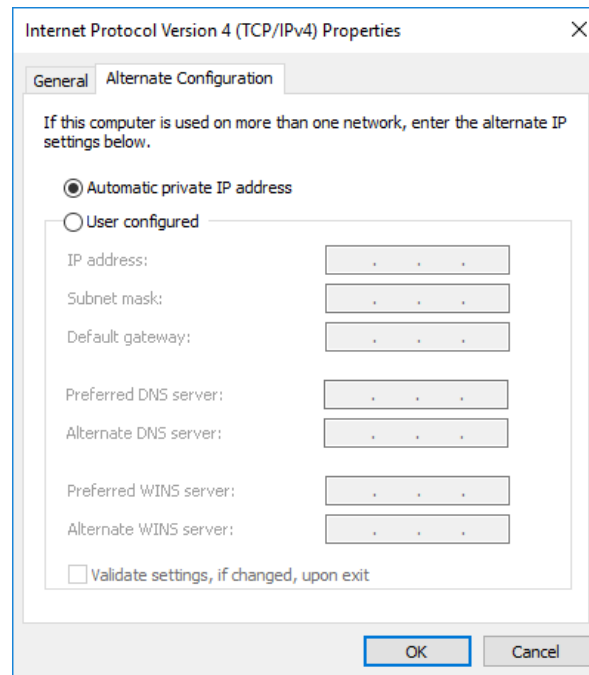 Internet Protocol Version 4 (TCP/IPv4) Properties
General
Alternate Configuration
If this computer is used on more than one network, enter the alternate IP
settings below.
Automatic private IP address
User configured
IP address:
Subnet mask:
Default gateway:
Preferred DNS server:
Alternate DNS server:
Preferred WINS server:
Alternate WINS server:
Validate settings, if changed, upon exit
OK
Cancel